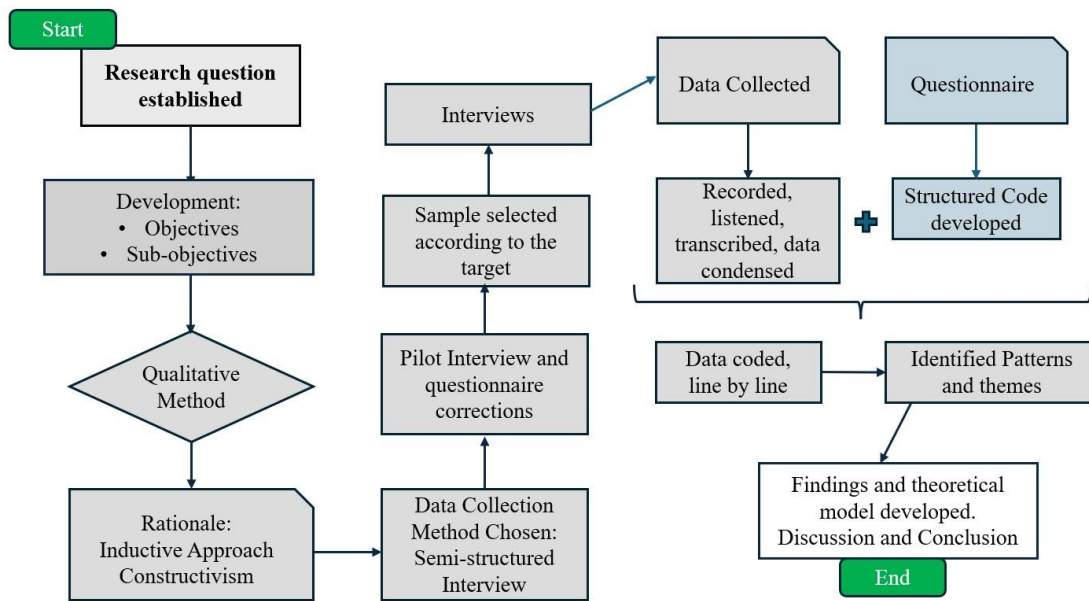 Start
Research question
established
Development:
• Objectives
• Sub-objectives
Qualitative
Method
Rationale:
Inductive Approach
Constructivism
Data Collection
Method Chosen:
Semi-structured
Interview
Pilot Interview and
questionnaire
corrections
Sample selected
according to the
target
Interviews
Data Collected
Recorded,
listened,
transcribed, data
condensed
Questionnaire
Structured Code
developed
Data coded,
line by line
Identified Patterns
and themes
Findings and theoretical
model developed.
Discussion and Conclusion
End